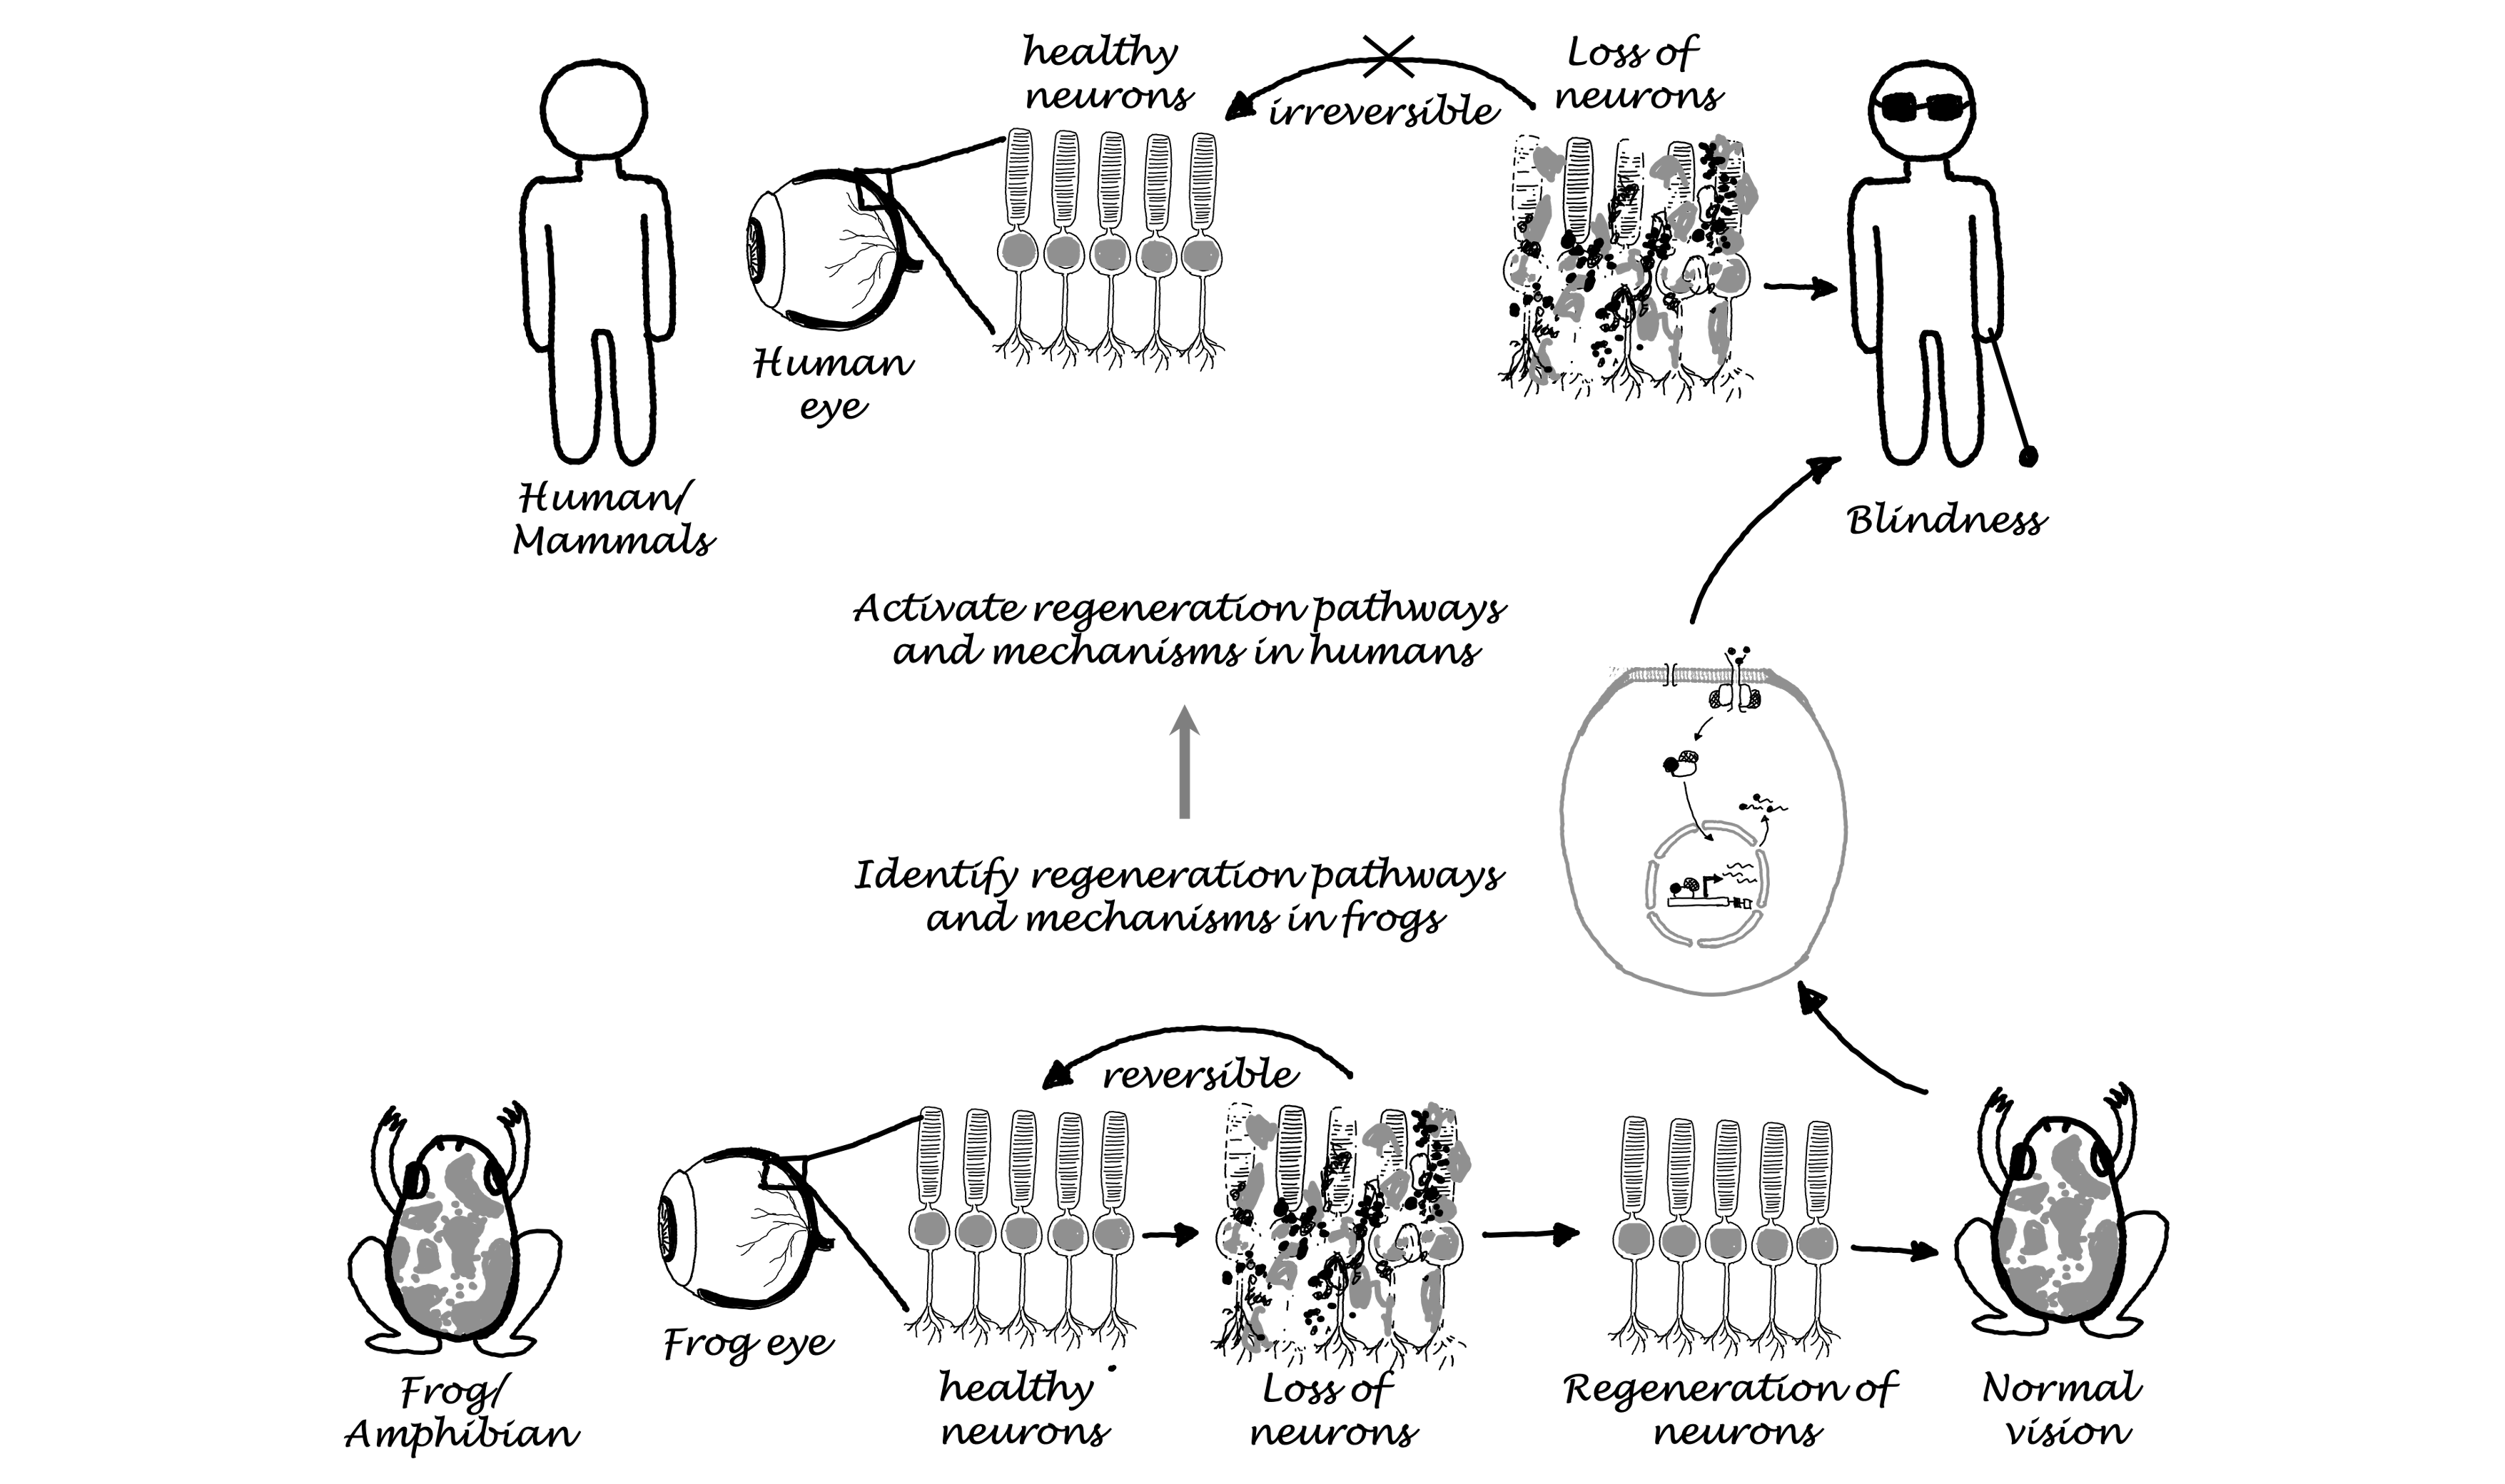 healthy
neurons
irreversible
Loss of
neurons
Human
eye
Human/
Mammals
Blindness
Activate regeneration pathways
and mechanisms in humans
Identify regeneration pathways
and mechanisms in frogs
reversible
Frog eye
Frog/
Amphibian
healthy
neurons
Loss of
neurons
Regeneration of
neurons
Normal
vision